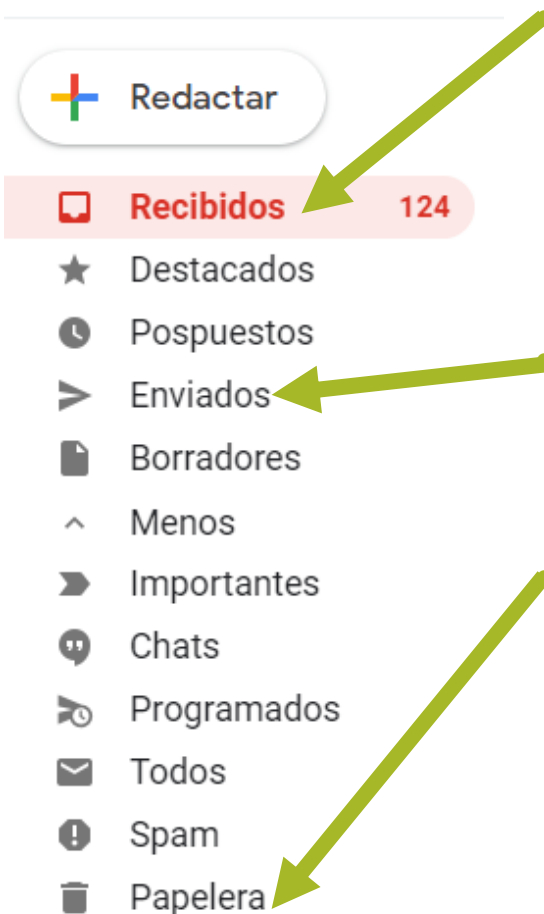 Redactar
Recibidos 124
Destacados
Pospuestos
Enviados
Borradores
Menos
Importantes
Chats
Programados
Todos
Spam
Papelera